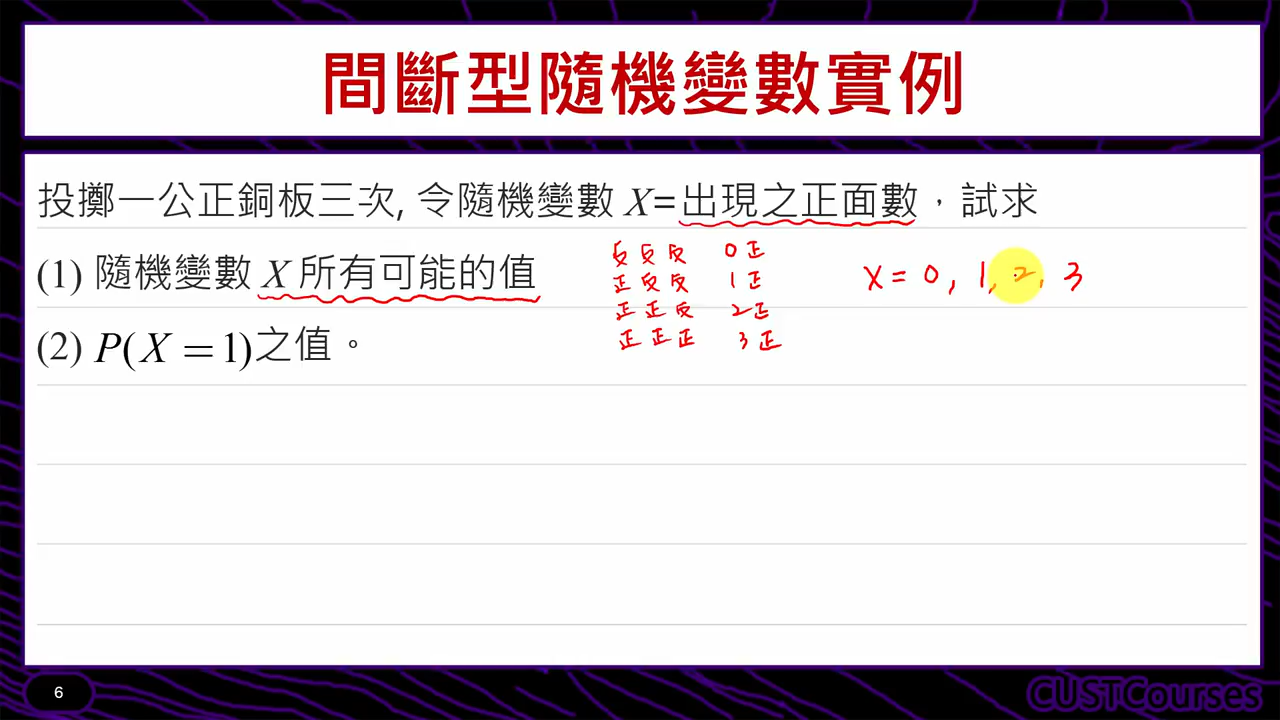 間斷型隨機變數實例
投擲一公正銅板三次, 令隨機變數 X=出現之正面數，試求
(1) 隨機變數 X 所有可能的值
反反反 0正
正反反 1正
正正反 2正
正正正 3正
X = 0, 1, 2, 3
(2) P(X = 1)之值。
6
CUSTCourses